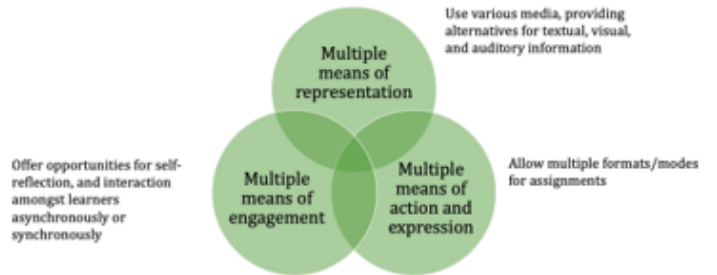 Use various media, providing
alternatives for textual, visual,
and auditory information
Multiple
means of
representation
Offer opportunities for self-
reflection, and interaction
amongst learners
asynchronously or
synchronously
Multiple
means of
engagement
Multiple
means of
action and
expression
Allow multiple formats/modes
for assignments